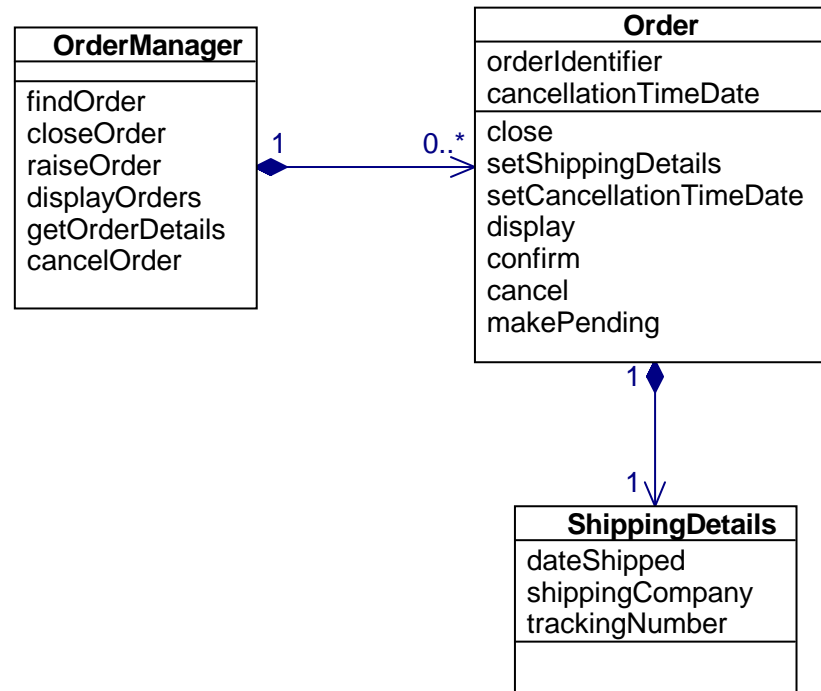 OrderManager
findOrder
closeOrder
raiseOrder
displayOrders
getOrderDetails
cancelOrder
1
0..*
Order
orderIdentifier
cancellationTimeDate
close
setShippingDetails
setCancellationTimeDate
display
confirm
cancel
makePending
1
1
ShippingDetails
dateShipped
shippingCompany
trackingNumber